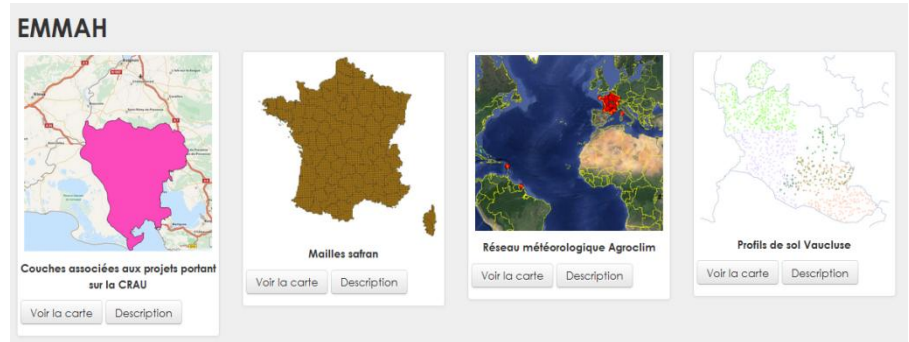 EMMAH
Couches associées aux projets portant
sur la CRAU
Voir la carte
Description
Mailles safran
Voir la carte
Description
Réseau météorologique Agroclim
Voir la carte
Description
Profils de sol Vaucluse
Voir la carte
Description